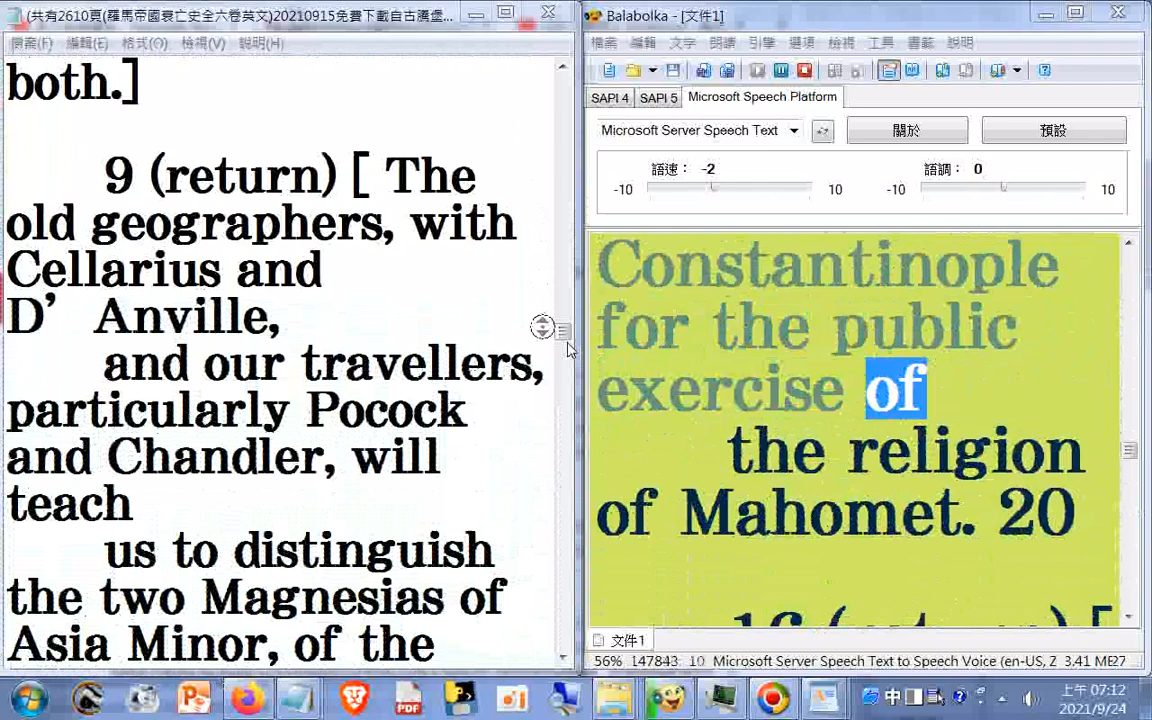 (共有2610頁(羅馬帝國衰亡史全六卷英文)20210915免費下載自古騰堡...
檔案(F) 編輯(E) 格式(O) 檢視(V) 說明(H)
both.]
9 (return) [ The
old geographers, with
Cellarius and
D’ Anville,
and our travellers,
particularly Pocock
and Chandler, will
teach
us to distinguish
the two Magnesias of
Asia Minor, of the
Balabolka - [文件1]
檔案 編輯 文字 朗讀 引擎 選項 檢視 工具 書籤 說明
SAPI 4 SAPI 5 Microsoft Speech Platform
Microsoft Server Speech Text 關於 預設
語速： -2 語調： 0
-10 10 -10 10
Constantinople
for the public
exercise of
the religion
of Mahomet. 20
16 (return) [
文件1
56% 147843: 10 Microsoft Server Speech Text to Speech Voice (en-US, Z 3.41 ME27
中 上午 07:12
2021/9/24